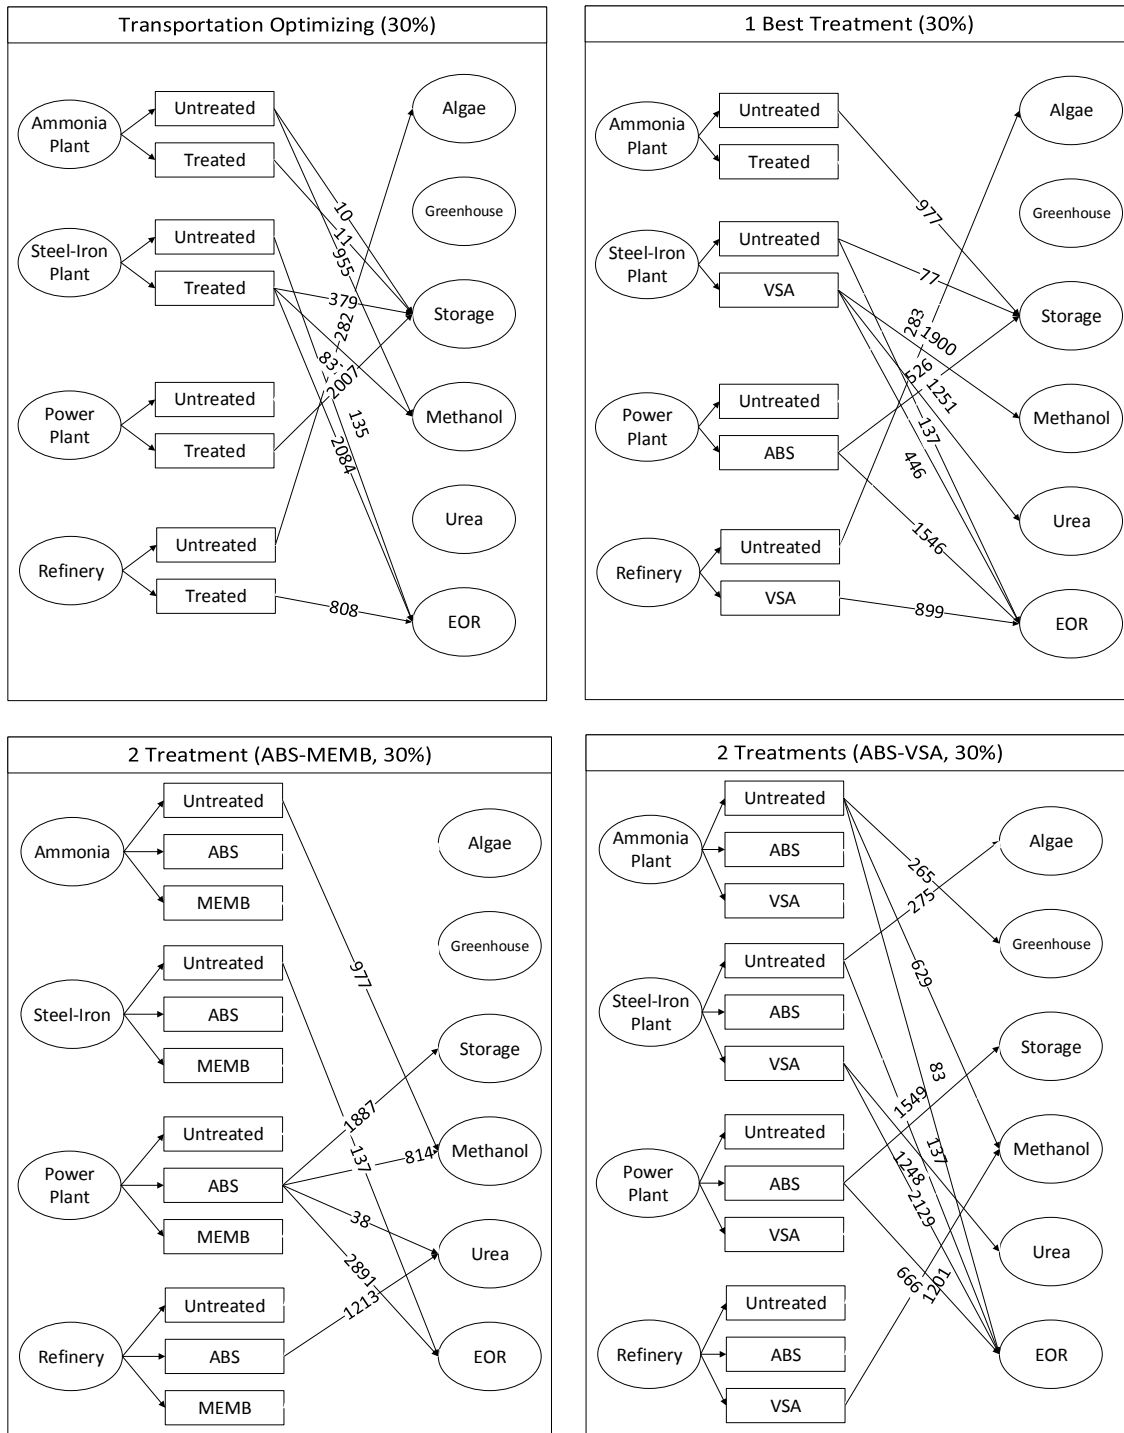 Transportation Optimizing (30%)
Ammonia
Plant
Untreated
Treated
Steel-Iron
Plant
Untreated
Treated
Power
Plant
Untreated
Treated
Refinery
Untreated
Treated
10
11
955
379
282
83
2007
135
2084
808
Algae
Greenhouse
Storage
Methanol
Urea
EOR
1 Best Treatment (30%)
Ammonia
Plant
Untreated
Treated
Steel-Iron
Plant
Untreated
VSA
Power
Plant
Untreated
ABS
Refinery
Untreated
VSA
977
77
283
1900
526
1251
137
446
1546
899
Algae
Greenhouse
Storage
Methanol
Urea
EOR
2 Treatment (ABS-MEMB, 30%)
Ammonia
Untreated
ABS
MEMB
Steel-Iron
Untreated
ABS
MEMB
Power
Plant
Untreated
ABS
MEMB
Refinery
Untreated
ABS
MEMB
977
1887
137
814
38
2891
1213
Algae
Greenhouse
Storage
Methanol
Urea
EOR
2 Treatments (ABS-VSA, 30%)
Ammonia
Plant
Untreated
ABS
VSA
Steel-Iron
Plant
Untreated
ABS
VSA
Power
Plant
Untreated
ABS
VSA
Refinery
Untreated
ABS
VSA
265
275
629
83
1549
137
1248
2129
666
1201
Algae
Greenhouse
Storage
Methanol
Urea
EOR